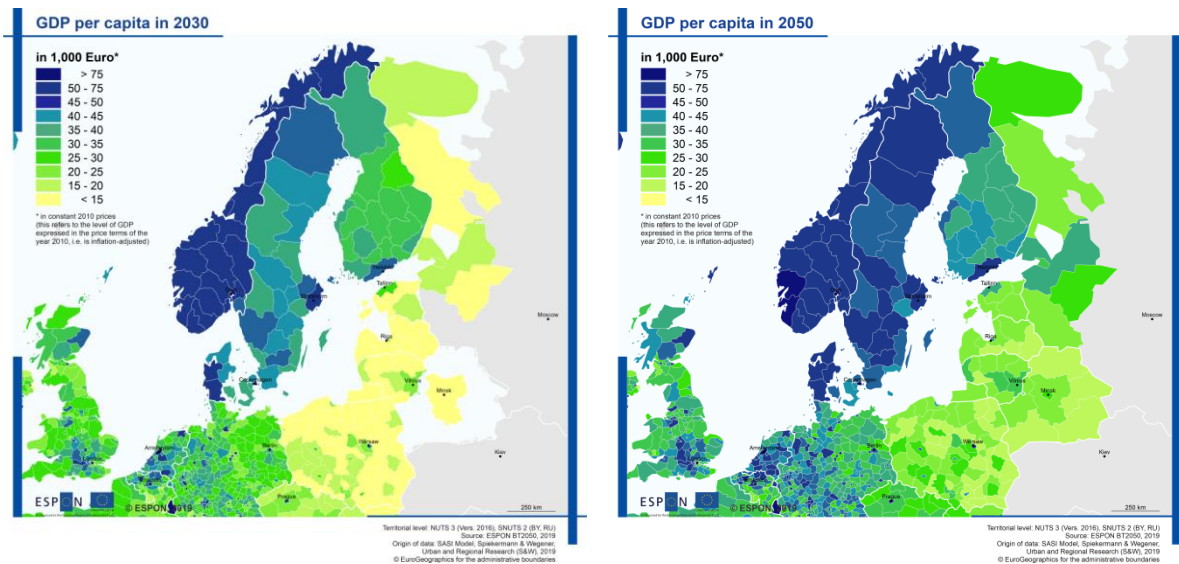 GDP per capita in 2030
in 1,000 Euro*
> 75
50 - 75
45 - 50
40 - 45
35 - 40
30 - 35
25 - 30
20 - 25
15 - 20
< 15
* in constant 2010 prices
(this refers to the level of GDP
expressed in the price terms of the
year 2010, i.e. is inflation-adjusted)
Tallinn
Riga
Moscow
Copenhagen
Vilnius
Minsk
Amsterdam
Berlin
Warsaw
Kiev
Prague
ESPON
© ESPON, 2019
250 km
Territorial level: NUTS 3 (Vers. 2016), SNUTS 2 (BY, RU)
Source: ESPON BT2050, 2019
Origin of data: SASI Model, Spiekermann & Wegener,
Urban and Regional Research (S&W), 2019
© EuroGeographics for the administrative boundaries
GDP per capita in 2050
in 1,000 Euro*
> 75
50 - 75
45 - 50
40 - 45
35 - 40
30 - 35
25 - 30
20 - 25
15 - 20
< 15
* in constant 2010 prices
(this refers to the level of GDP
expressed in the price terms of the
year 2010, i.e. is inflation-adjusted)
Tallinn
Riga
Moscow
Copenhagen
Vilnius
Minsk
Amsterdam
Berlin
Warsaw
Kiev
Prague
ESPON
© ESPON, 2019
250 km
Territorial level: NUTS 3 (Vers. 2016), SNUTS 2 (BY, RU)
Source: ESPON BT2050, 2019
Origin of data: SASI Model, Spiekermann & Wegener,
Urban and Regional Research (S&W), 2019
© EuroGeographics for the administrative boundaries